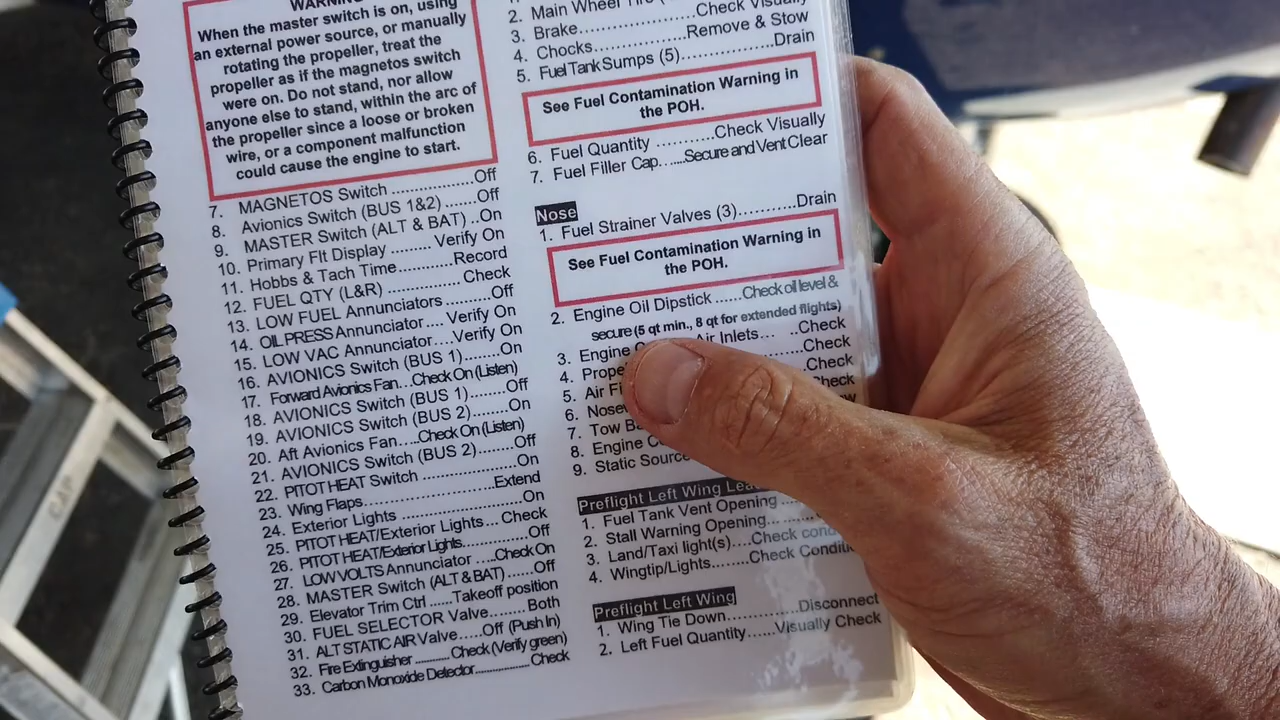 WARNING
When the master switch is on, using
an external power source, or manually
rotating the propeller, treat the
propeller as if the magnetos switch
were on. Do not stand, nor allow
anyone else to stand, within the arc of
the propeller since a loose or broken
wire, or a component malfunction
could cause the engine to start.
7. MAGNETOS Switch ................Off
8. Avionics Switch (BUS 1&2) .......Off
9. MASTER Switch (ALT & BAT) ..On
10. Primary Flt Display ........ Verify On
11. Hobbs & Tach Time...........Record
12. FUEL QTY (L&R) ...............Check
13. LOW FUEL Annunciators ........Off
14. OIL PRESS Annunciator .... Verify On
15. LOW VAC Annunciator....Verify On
16. AVIONICS Switch (BUS 1).......On
17. Forward Avionics Fan...Check On (Listen)
18. AVIONICS Switch (BUS 1).......Off
19. AVIONICS Switch (BUS 2).......On
20. Aft Avionics Fan....Check On (Listen)
21. AVIONICS Switch (BUS 2).......Off
22. PITOT HEAT Switch ...............On
23. Wing Flaps..........................Extend
24. Exterior Lights ........................On
25. PITOT HEAT/Exterior Lights... Check
26. PITOT HEAT/Exterior Lights.............Off
27. LOW VOLTS Annunciator ....Check On
28. MASTER Switch (ALT & BAT)......Off
29. Elevator Trim Ctrl ......Takeoff position
30. FUEL SELECTOR Valve........ Both
31. ALT STATIC AIR Valve......Off (Push In)
32. Fire Extinguisher ............Check (Verify green)
33. Carbon Monoxide Detector.................. Check
2. Main Wheel Tire
Check Visually
3. Brake.......................Check Visually
4. Chocks..................Remove & Stow
5. Fuel Tank Sumps (5)..................Drain
See Fuel Contamination Warning in
the POH.
6. Fuel Quantity ..........Check Visually
7. Fuel Filler Cap......Secure and Vent Clear
Nose
1. Fuel Strainer Valves (3)..........Drain
See Fuel Contamination Warning in
the POH.
2. Engine Oil Dipstick ......Check oil level &
secure (5 qt min., 8 qt for extended flights)
3. Engine Air Inlets... ..Check
4. Check
5. Check
6.
7. Tow
8. Engine
9. Static Source
Preflight Left Wing
1. Fuel Tank Vent Opening ....
2. Stall Warning Opening.......
3. Land/Taxi light(s)....Check
4. Wingtip/Lights........Check
Preflight Left Wing
1. Wing Tie Down.............Disconnect
2. Left Fuel Quantity......Visually Check
CAP